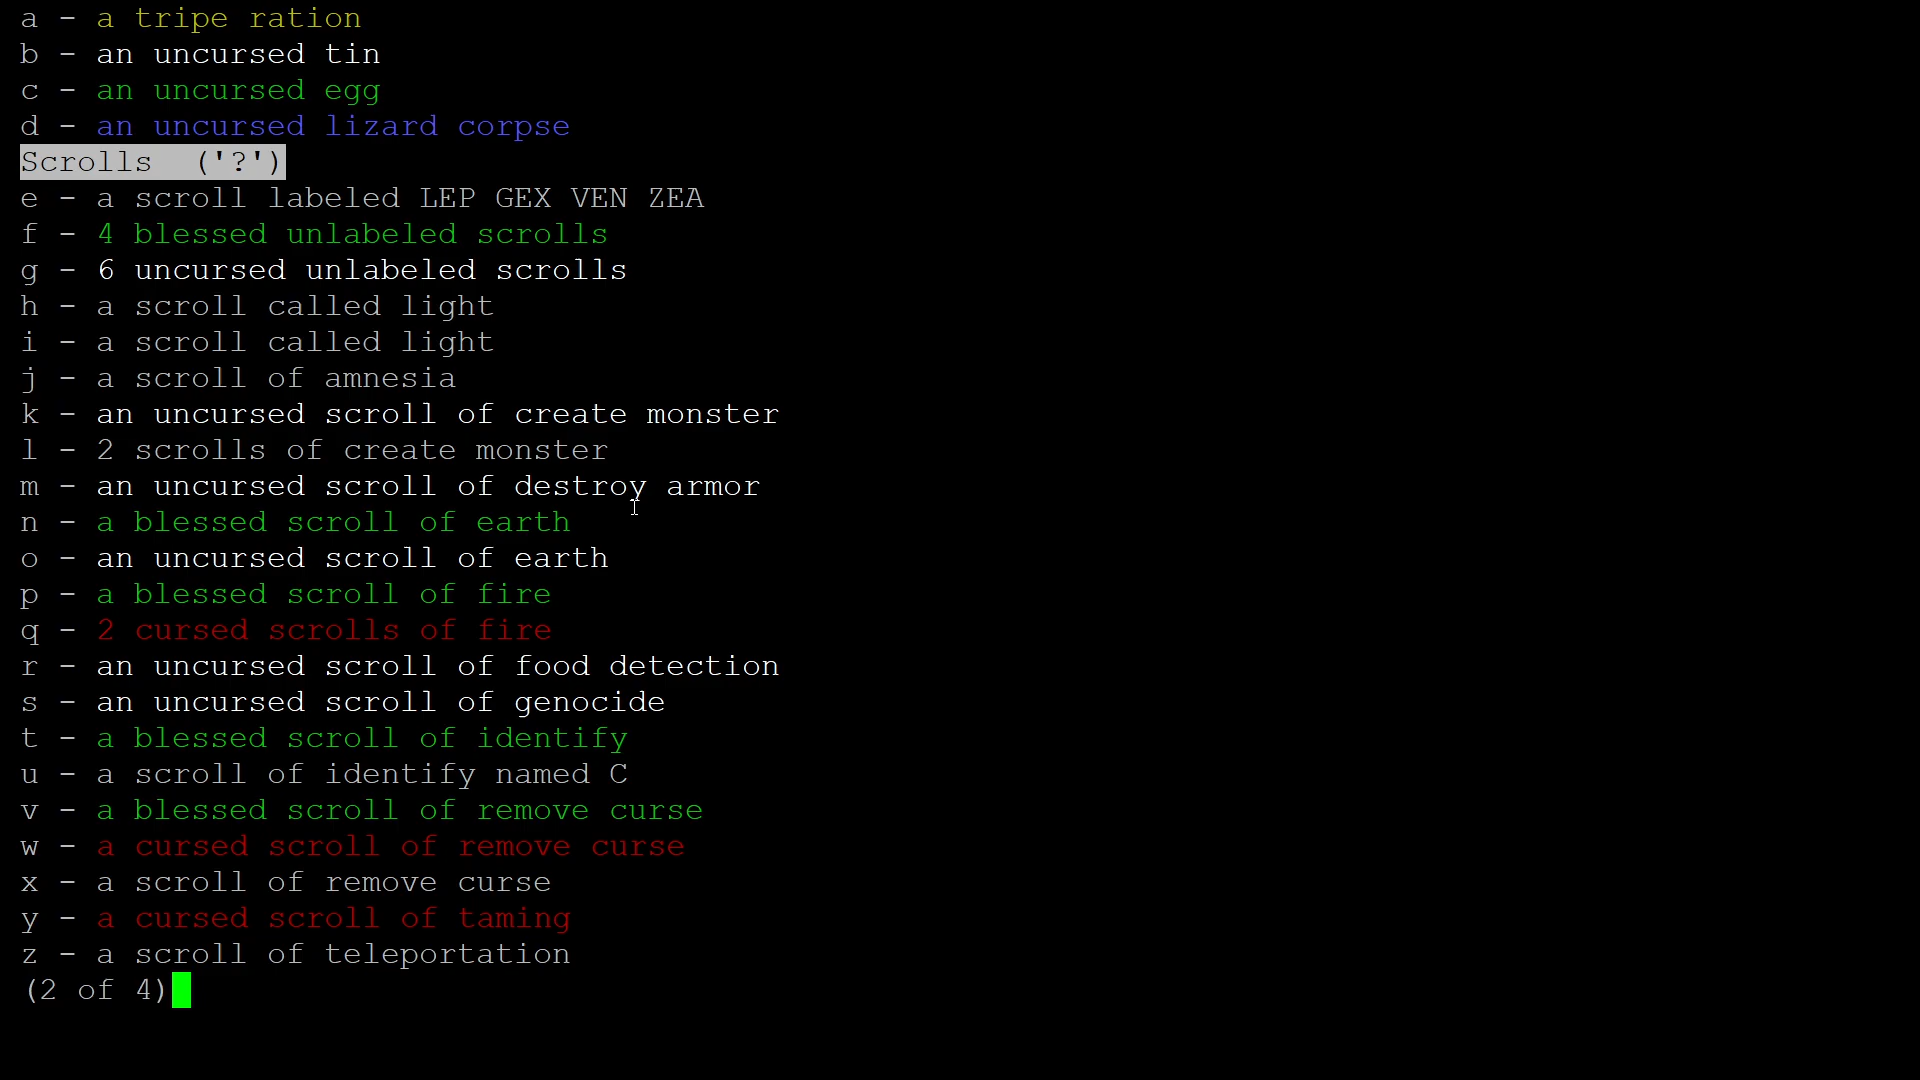 a - a tripe ration
b - an uncursed tin
c - an uncursed egg
d - an uncursed lizard corpse
Scrolls  ('?')
e - a scroll labeled LEP GEX VEN ZEA
f - 4 blessed unlabeled scrolls
g - 6 uncursed unlabeled scrolls
h - a scroll called light
i - a scroll called light
j - a scroll of amnesia
k - an uncursed scroll of create monster
l - 2 scrolls of create monster
m - an uncursed scroll of destroy armor
n - a blessed scroll of earth
o - an uncursed scroll of earth
p - a blessed scroll of fire
q - 2 cursed scrolls of fire
r - an uncursed scroll of food detection
s - an uncursed scroll of genocide
t - a blessed scroll of identify
u - a scroll of identify named C
v - a blessed scroll of remove curse
w - a cursed scroll of remove curse
x - a scroll of remove curse
y - a cursed scroll of taming
z - a scroll of teleportation
(2 of 4)